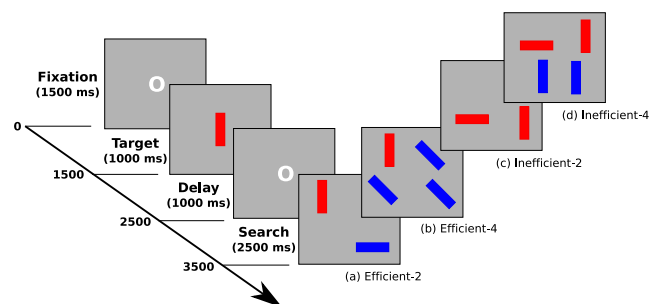 Fixation
(1500 ms)
0
Target
(1000 ms)
1500
Delay
(1000 ms)
2500
Search
(2500 ms)
3500
(a) Efficient-2
(b) Efficient-4
(c) Inefficient-2
(d) Inefficient-4
O
O